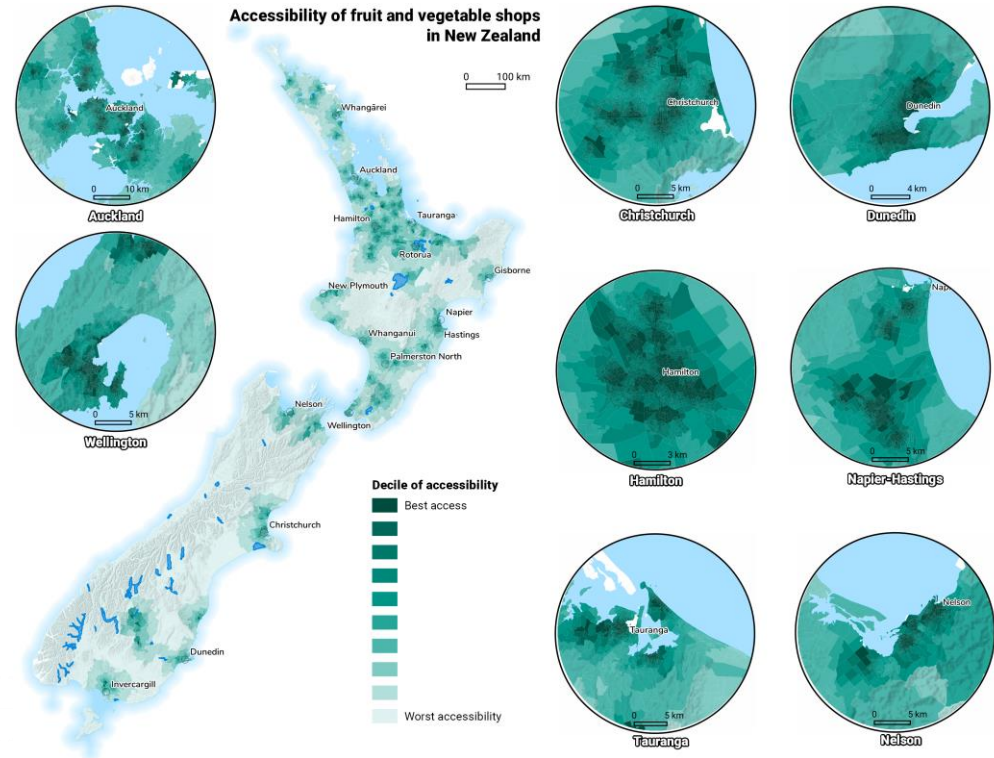 Accessibility of fruit and vegetable shops
in New Zealand
0 100 km
Auckland
0 10 km
Auckland
0 5 km
Wellington
Whangārei
Auckland
Hamilton
Tauranga
Rotorua
Gisborne
New Plymouth
Napier
Whanganui
Hastings
Palmerston North
Nelson
Wellington
Christchurch
Dunedin
Invercargill
Decile of accessibility
Best access
Worst accessibility
Christchurch
0 5 km
Christchurch
Dunedin
0 4 km
Dunedin
Hamilton
0 3 km
Hamilton
Napi
0 5 km
Napier-Hastings
Tauranga
0 5 km
Tauranga
Nelson
0 5 km
Nelson